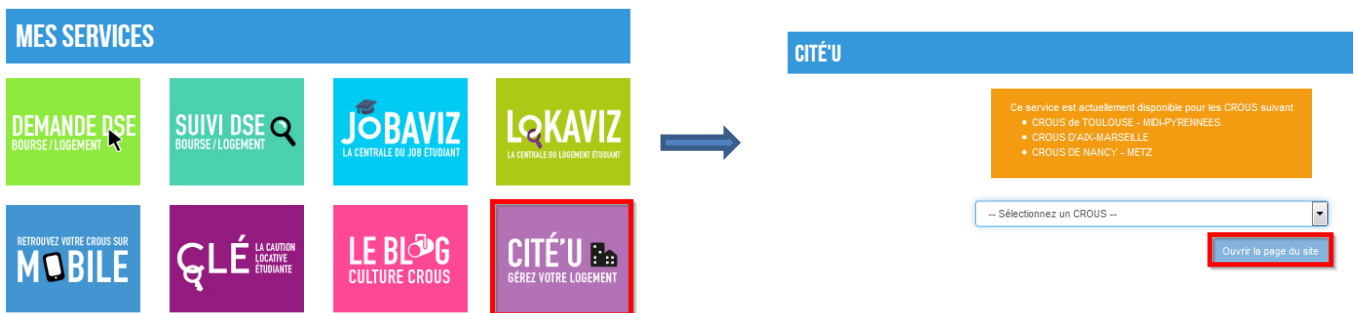 MES SERVICES
DEMANDE DSE
BOURSE/LOGEMENT
SUIVI DSE
BOURSE/LOGEMENT
JOBAVIZ
LA CENTRALE DU JOB ÉTUDIANT
LOKAVIZ
LA CENTRALE DU LOGEMENT ÉTUDIANT
RETROUVEZ VOTRE CROUS SUR
MOBILE
CLÉ
LA CAUTION
LOCATIVE
ÉTUDIANTE
LE BLOG
CULTURE CROUS
CITÉ'U
GÉREZ VOTRE LOGEMENT
CITÉ'U
Ce service est actuellement disponible pour les CROUS suivant
• CROUS de TOULOUSE - MIDI-PYRENNEES.
• CROUS D'AIX-MARSEILLE
• CROUS DE NANCY - METZ
-- Sélectionnez un CROUS --
Ouvrir la page du site